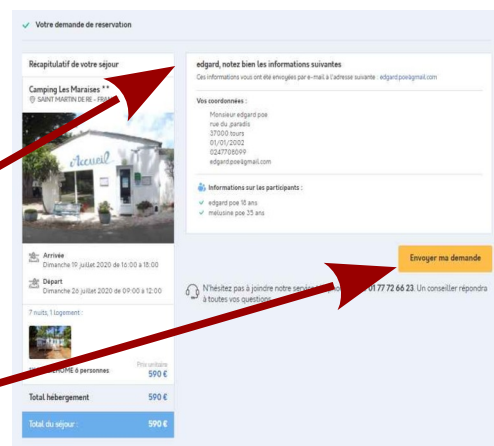 Votre demande de reservation
Récapitulatif de votre séjour
Camping Les Maraises **
SAINT MARTIN DE RE - FRAN
Accueil
Arrivée
Dimanche 19 juillet 2020 de 16:00 à 18:00
Départ
Dimanche 26 juillet 2020 de 09:00 à 12:00
7 nuits, 1 logement :
HOME 6 personnes
Prix unitaire
590 €
Total hébergement 590 €
Total du séjour : 590 €
edgard, notez bien les informations suivantes
Ces informations vous ont été envoyées par e-mail à l'adresse suivante : edgard.poe@gmail.com
Vos coordonnées :
Monsieur edgard poe
rue du paradis
37000 tours
01/01/2002
0247706099
edgard.poe@gmail.com
Informations sur les participants :
edgard poe 18 ans
mélusine poe 35 ans
Envoyer ma demande
N'hésitez pas à joindre notre service 01 77 72 66 23. Un conseiller répondra
à toutes vos questions.